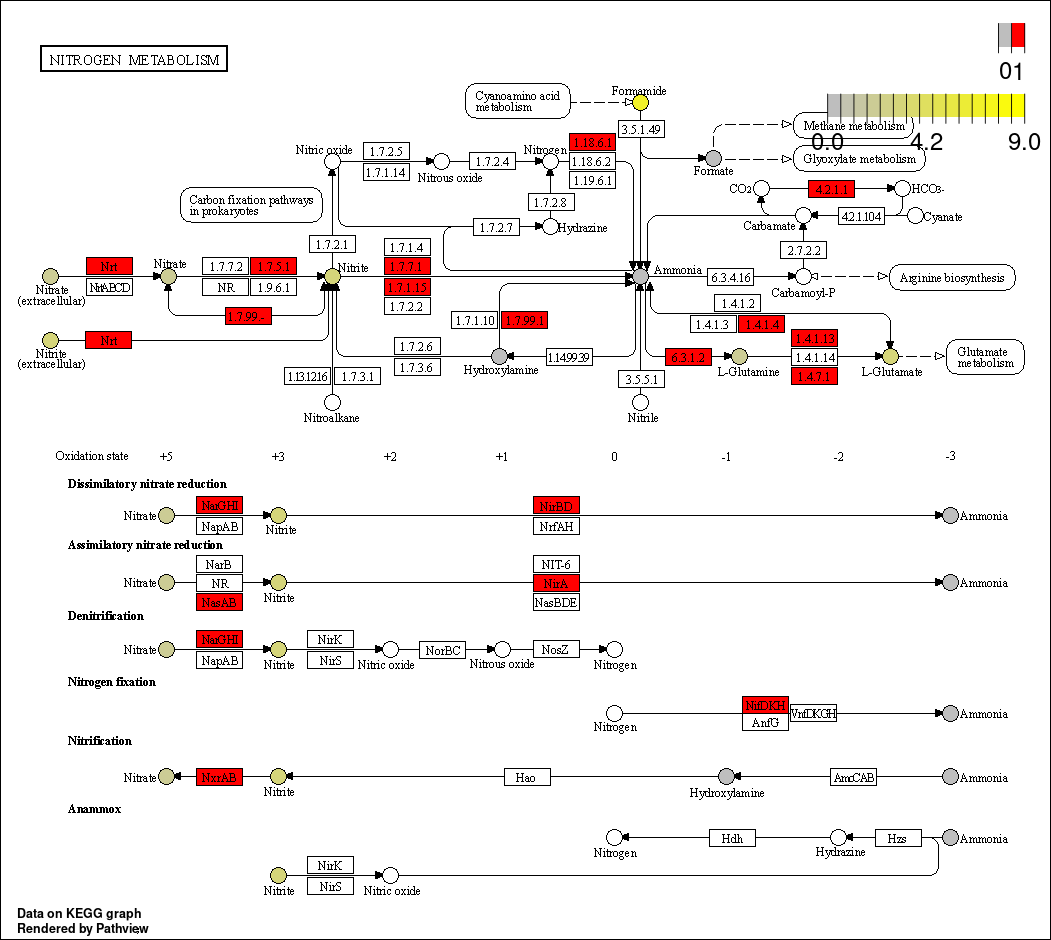 NITROGEN METABOLISM
01
0.0 4.2 9.0
Cyanoamino acid
metabolism
Formamide
3.5.1.49
Methane metabolism
Glyoxylate metabolism
Formate
Nitric oxide
1.7.2.5
1.7.1.14
Nitrous oxide
1.7.2.4
Nitrogen
1.18.6.1
1.18.6.2
1.19.6.1
CO2
4.2.1.1
HCO3-
Carbon fixation pathways
in prokaryotes
1.7.2.8
1.7.2.7
Hydrazine
Carbamate
4.2.1.104
Cyanate
1.7.2.1
1.7.1.4
1.7.7.1
1.7.1.15
1.7.2.2
2.7.2.2
Nrt
NrtABCD
Nitrate
(extracellular)
Nitrate
1.7.7.2
1.7.5.1
NR
1.9.6.1
Nitrite
Ammonia
6.3.4.16
Carbamoyl-P
Arginine biosynthesis
1.7.99.-
Nrt
Nitrite
(extracellular)
1.7.1.10
1.7.99.1
1.4.1.2
1.4.1.3
1.4.1.4
1.7.2.6
1.7.3.6
Hydroxylamine
1.14.99.39
6.3.1.2
L-Glutamine
1.4.1.13
1.4.1.14
1.4.7.1
L-Glutamate
Glutamate
metabolism
1.13.12.16
1.7.3.1
3.5.5.1
Nitroalkane
Nitrile
Oxidation state +5 +3 +2 +1 0 -1 -2 -3
Dissimilatory nitrate reduction
Nitrate
NarGHI
NapAB
Nitrite
NirBD
NrfAH
Ammonia
Assimilatory nitrate reduction
Nitrate
NarB
NR
NasAB
Nitrite
NIT-6
NirA
NasBDE
Ammonia
Denitrification
Nitrate
NarGHI
NapAB
Nitrite
NirK
NirS
Nitric oxide
NorBC
Nitrous oxide
NosZ
Nitrogen
Nitrogen fixation
Nitrogen
NifDKH
AnfG
VnfDKGH
Ammonia
Nitrification
Nitrate
NxrAB
Nitrite
Hao
Hydroxylamine
AmoCAB
Ammonia
Anammox
Nitrogen
Hdh
Hydrazine
Hzs
Ammonia
Nitrite
NirK
NirS
Nitric oxide
Data on KEGG graph
Rendered by Pathview